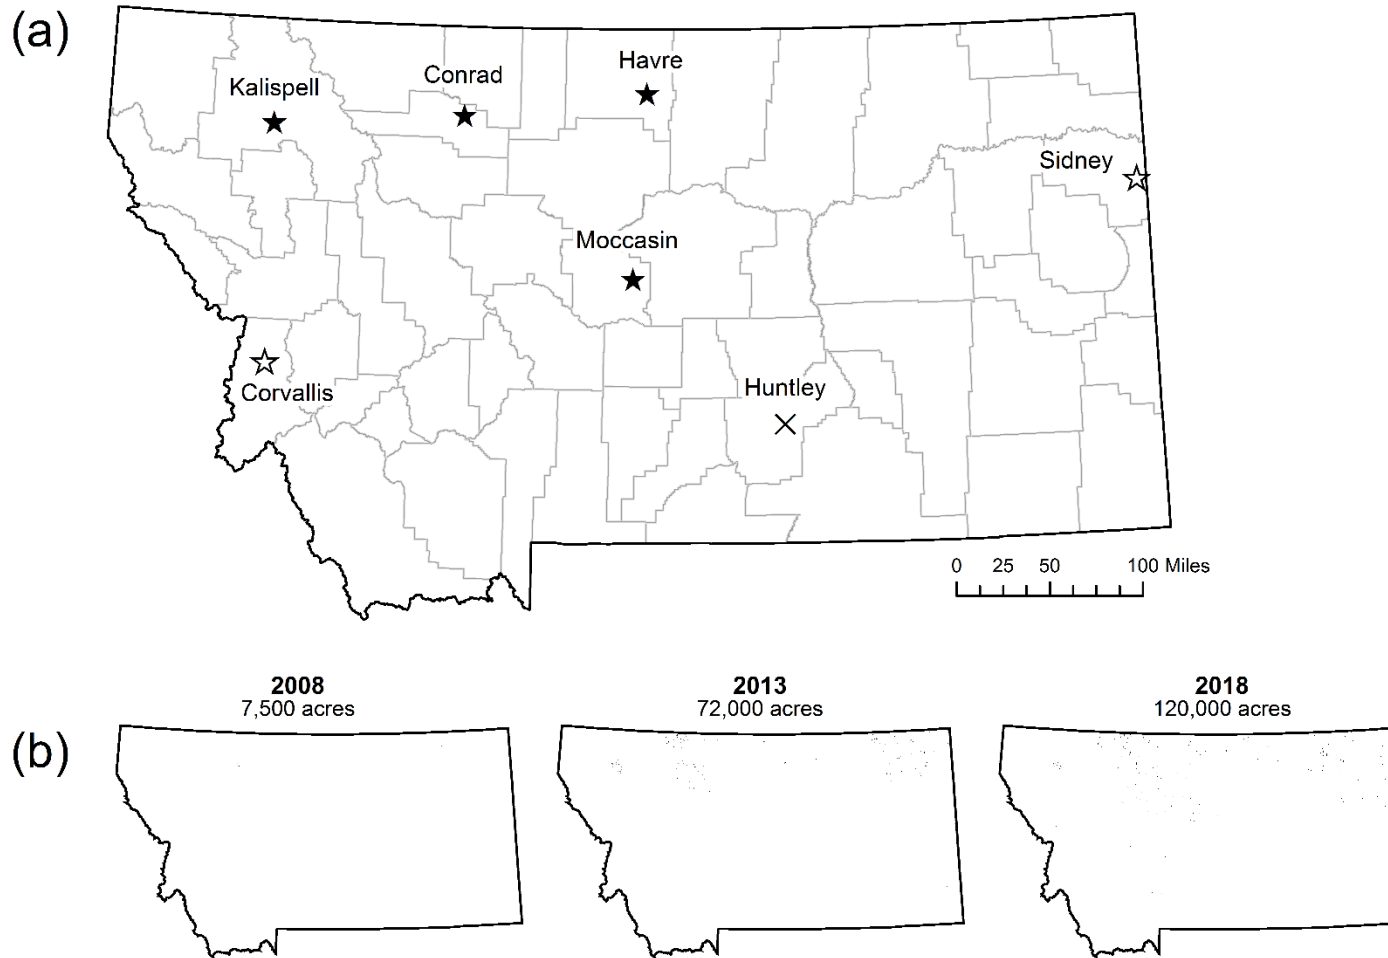 (a)
Havre
Conrad
Kalispell
Sidney
Moccasin
Huntley
Corvallis
0 25 50 100 Miles
2008 2013 2018
7,500 acres 72,000 acres 120,000 acres
(b)